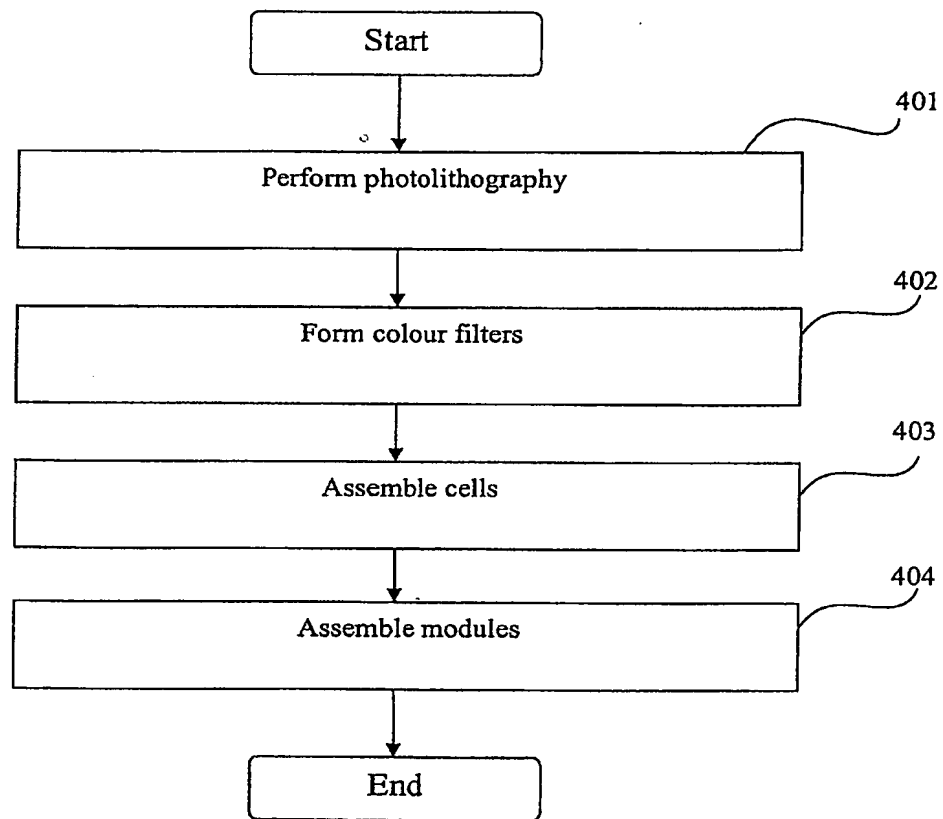 Start
401
Perform photolithography
402
Form colour filters
403
Assemble cells
404
Assemble modules
End